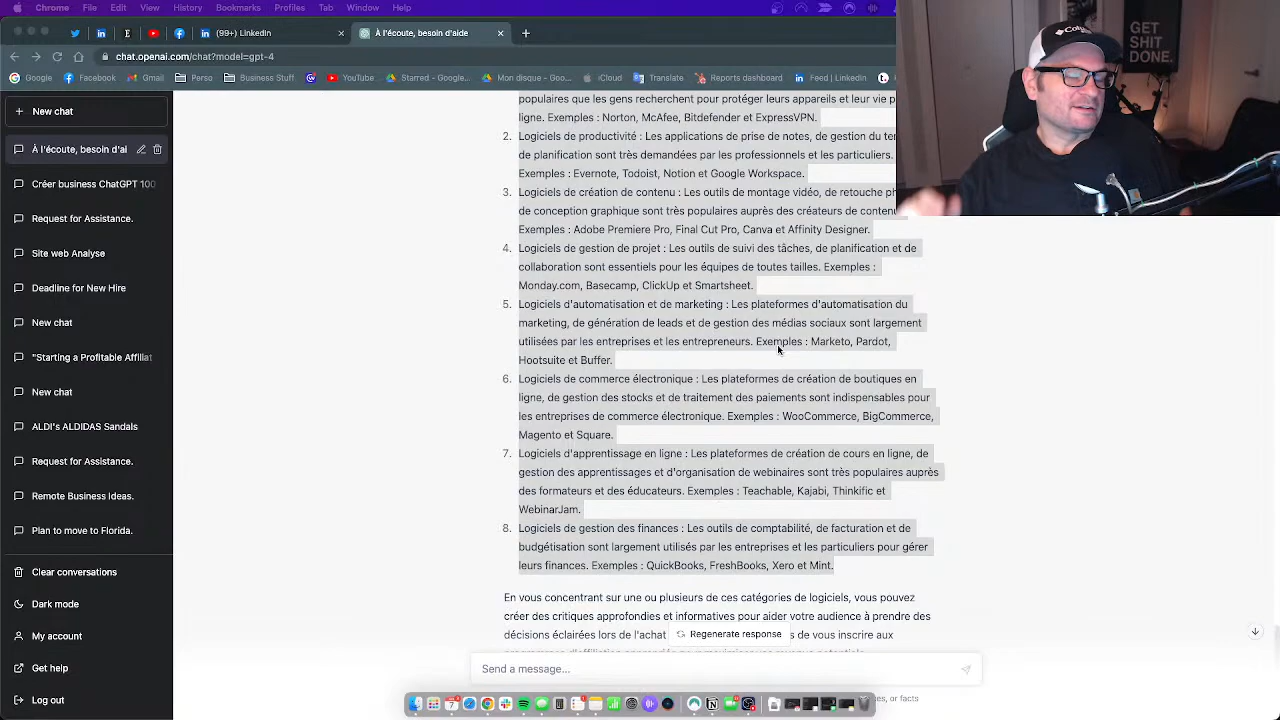 Chrome File Edit View History Bookmarks Profiles Tab Window Help
(99+) LinkedIn
À l'écoute, besoin d'aide
chat.openai.com/chat?model=gpt-4
Google Facebook Gmail Perso Business Stuff YouTube Starred - Google... Mon disque - Goo... iCloud Translate Reports dashboard Feed | LinkedIn
GET
SHIT
DONE.
New chat
À l'écoute, besoin d'ai
Créer business ChatGPT 100
Request for Assistance.
Site web Analyse
Deadline for New Hire
New chat
"Starting a Profitable Affiliat
New chat
ALDI's ALDIDAS Sandals
Request for Assistance.
Remote Business Ideas.
Plan to move to Florida.
Clear conversations
Dark mode
My account
Get help
Log out
populaires que les gens recherchent pour protéger leurs appareils et leur vie p
ligne. Exemples : Norton, McAfee, Bitdefender et ExpressVPN.
2. Logiciels de productivité : Les applications de prise de notes, de gestion du ter
de planification sont très demandées par les professionnels et les particuliers.
Exemples : Evernote, Todoist, Notion et Google Workspace.
3. Logiciels de création de contenu : Les outils de montage vidéo, de retouche ph
de conception graphique sont très populaires auprès des créateurs de contenu
Exemples : Adobe Premiere Pro, Final Cut Pro, Canva et Affinity Designer.
4. Logiciels de gestion de projet : Les outils de suivi des tâches, de planification et de
collaboration sont essentiels pour les équipes de toutes tailles. Exemples :
Monday.com, Basecamp, ClickUp et Smartsheet.
5. Logiciels d'automatisation et de marketing : Les plateformes d'automatisation du
marketing, de génération de leads et de gestion des médias sociaux sont largement
utilisées par les entreprises et les entrepreneurs. Exemples : Marketo, Pardot,
Hootsuite et Buffer.
6. Logiciels de commerce électronique : Les plateformes de création de boutiques en
ligne, de gestion des stocks et de traitement des paiements sont indispensables pour
les entreprises de commerce électronique. Exemples : WooCommerce, BigCommerce,
Magento et Square.
7. Logiciels d'apprentissage en ligne : Les plateformes de création de cours en ligne, de
gestion des apprentissages et d'organisation de webinaires sont très populaires auprès
des formateurs et des éducateurs. Exemples : Teachable, Kajabi, Thinkific et
WebinarJam.
8. Logiciels de gestion des finances : Les outils de comptabilité, de facturation et de
budgétisation sont largement utilisés par les entreprises et les particuliers pour gérer
leurs finances. Exemples : QuickBooks, FreshBooks, Xero et Mint.
En vous concentrant sur une ou plusieurs de ces catégories de logiciels, vous pouvez
créer des critiques approfondies et informatives pour aider votre audience à prendre des
décisions éclairées lors de l'achat
Regenerate response
s de vous inscrire aux
Send a message...
or facts